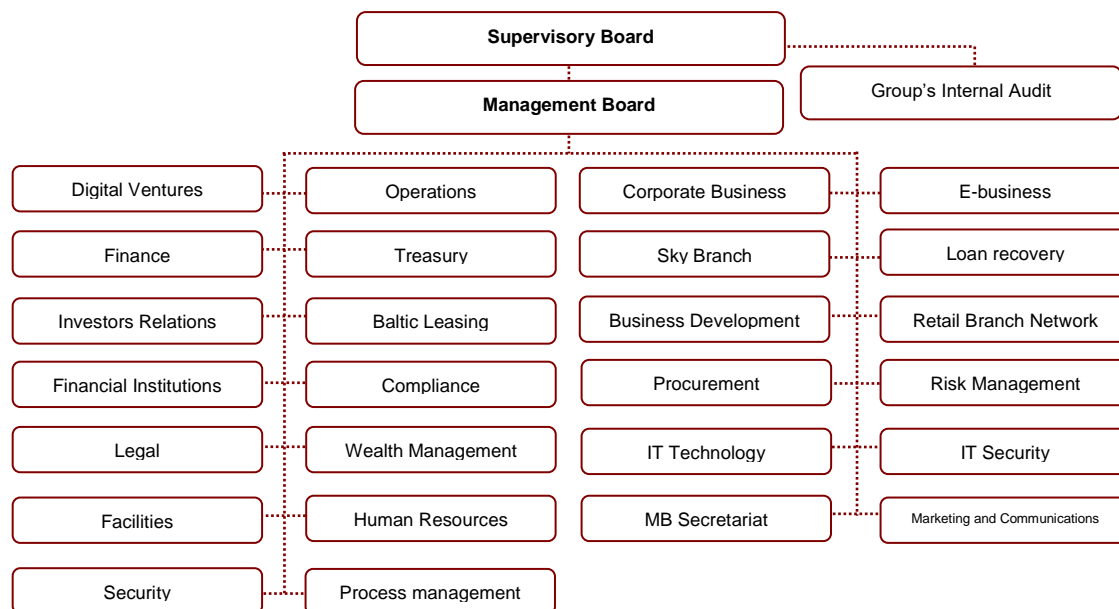 Supervisory Board
Group's Internal Audit
Management Board
Digital Ventures
Operations
Corporate Business
E-business
Finance
Treasury
Sky Branch
Loan recovery
Investors Relations
Baltic Leasing
Business Development
Retail Branch Network
Financial Institutions
Compliance
Procurement
Risk Management
Legal
Wealth Management
IT Technology
IT Security
Facilities
Human Resources
MB Secretariat
Marketing and Communications
Security
Process management